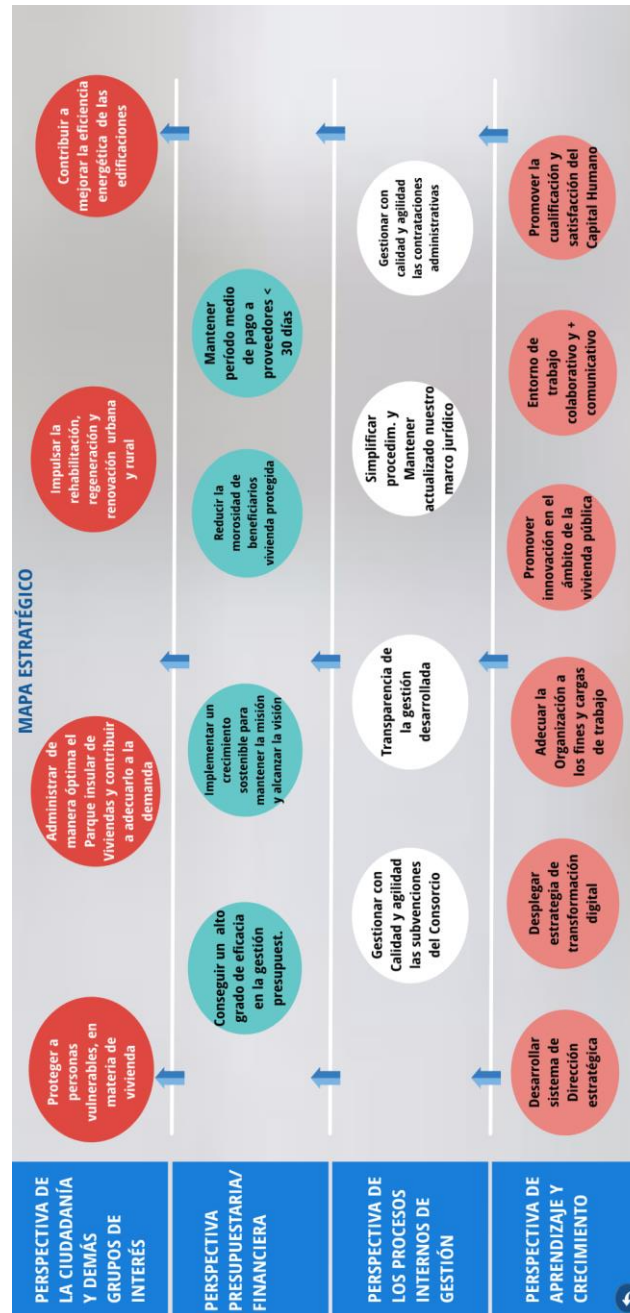 MAPA ESTRATÉGICO
PERSPECTIVA DE
LA CIUDADANÍA
Y DEMÁS
GRUPOS DE
INTERÉS
Proteger a
personas
vulnerables, en
materia de
vivienda
Administrar de
manera óptima el
Parque insular de
Viviendas y contribuir
a adecuarlo a la
demanda
Impulsar la
rehabilitación,
regeneración y
renovación urbana
y rural
Contribuir a
mejorar la eficiencia
energética de las
edificaciones
PERSPECTIVA
PRESUPUESTARIA/
FINANCIERA
Conseguir un alto
grado de eficacia
en la gestión
presupuest.
Implementar un
crecimiento
sostenible para
mantener la misión
y alcanzar la visión
Reducir la
morosidad de
beneficiarios
vivienda protegida
Mantener
período medio
de pago a
proveedores <
30 días
PERSPECTIVA DE
LOS PROCESOS
INTERNOS DE
GESTIÓN
Gestionar con
Calidad y agilidad
las subvenciones
del Consorcio
Transparencia de
la gestión
desarrollada
Simplificar
procedim. y
Mantener
actualizado nuestro
marco jurídico
Gestionar con
calidad y agilidad
las contrataciones
administrativas
PERSPECTIVA DE
APRENDIZAJE Y
CRECIMIENTO
Desarrollar
sistema de
Dirección
estratégica
Desplegar
estrategia de
transformación
digital
Adecuar la
Organización a
los fines y cargas
de trabajo
Promover
innovación en el
ámbito de la
vivienda pública
Entorno de
trabajo
colaborativo y +
comunicativo
Promover la
cualificación y
satisfacción del
Capital Humano